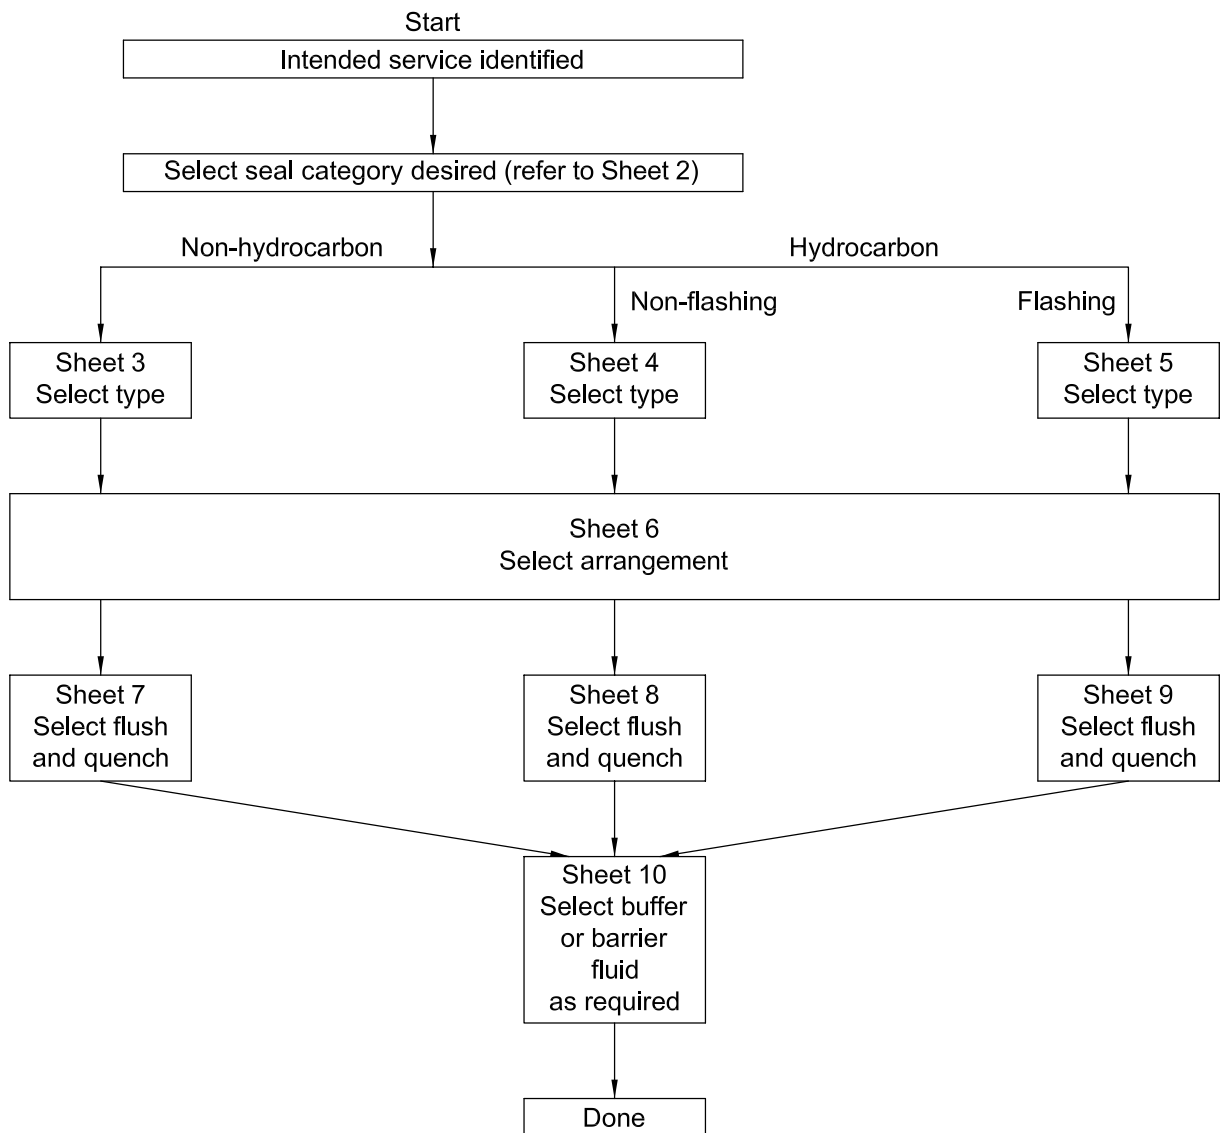 Start
Intended service identified
Select seal category desired (refer to Sheet 2)
Non-hydrocarbon
Hydrocarbon
Non-flashing
Flashing
Sheet 3
Select type
Sheet 4
Select type
Sheet 5
Select type
Sheet 6
Select arrangement
Sheet 7
Select flush
and quench
Sheet 8
Select flush
and quench
Sheet 9
Select flush
and quench
Sheet 10
Select buffer
or barrier
fluid
as required
Done